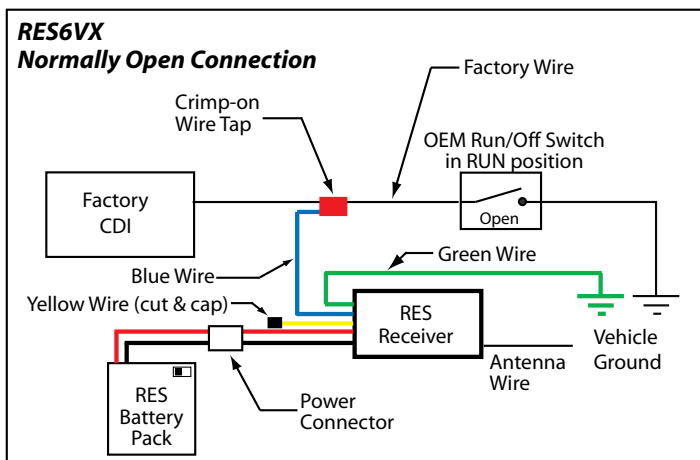 RES6VX
Normally Open Connection
Factory Wire
Crimp-on
Wire Tap
OEM Run/Off Switch
in RUN position
Factory
CDI
Open
Green Wire
Blue Wire
Yellow Wire (cut & cap)
RES
Receiver
Vehicle
Ground
Antenna
Wire
RES
Battery
Pack
Power
Connector